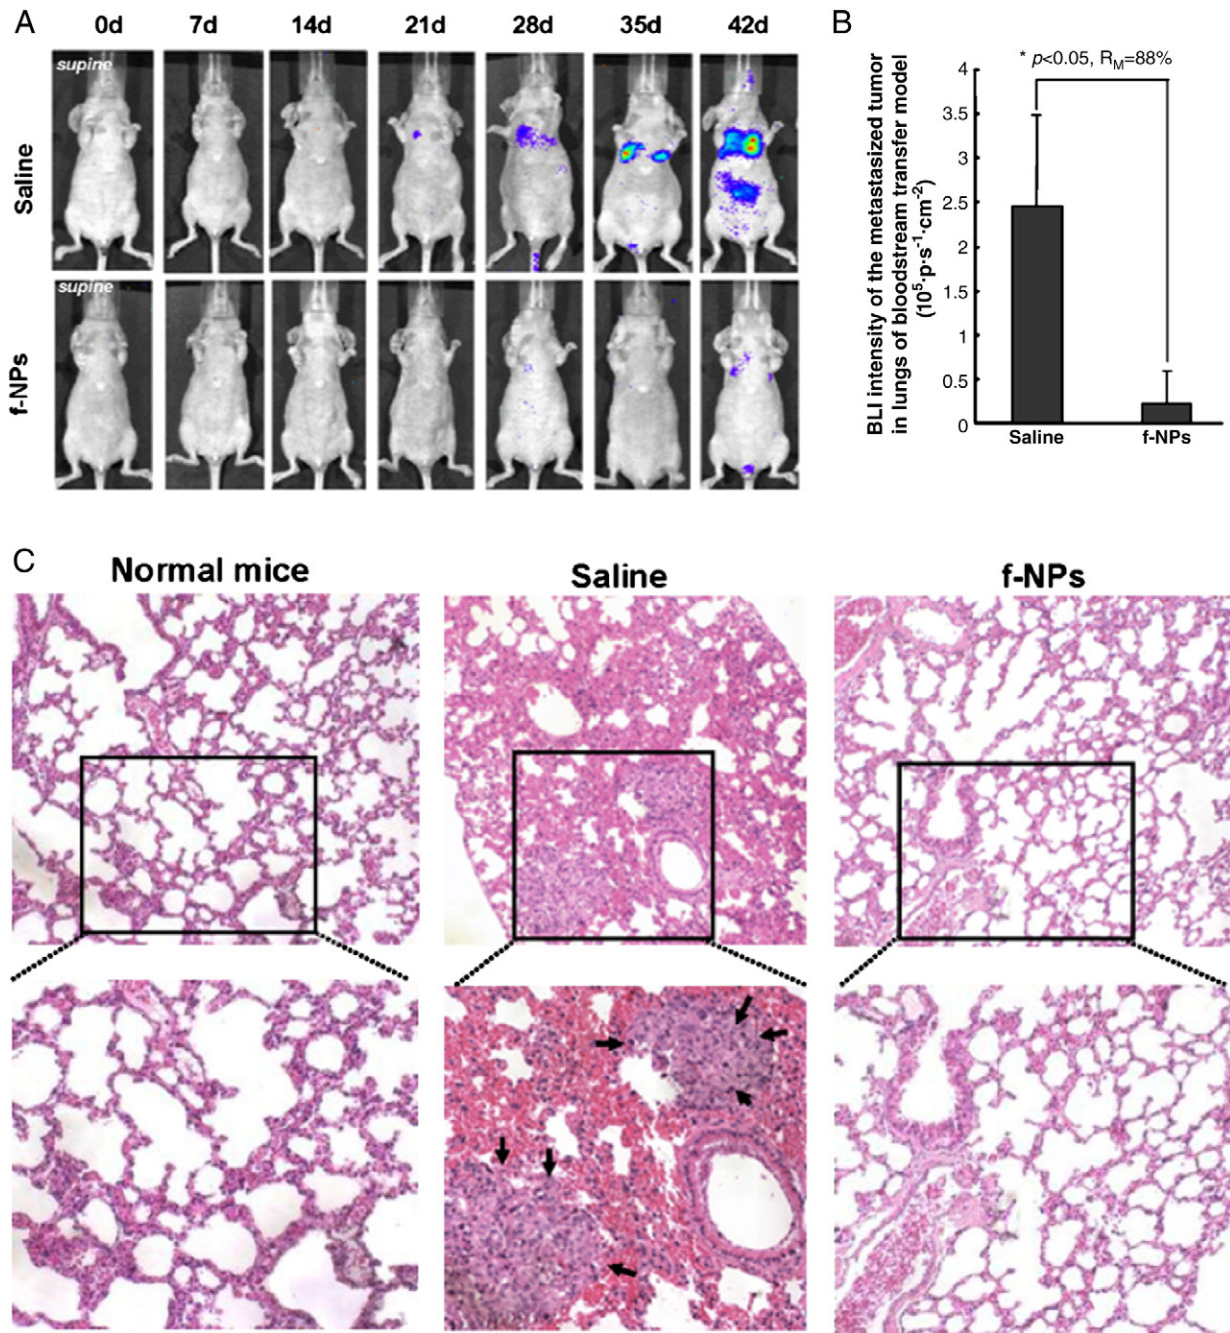 A
0d 7d 14d 21d 28d 35d 42d
Saline
supine
f-NPs
supine
B
BLI intensity of the metastasized tumor
in lungs of bloodstream transfer model
(10⁵·p·s⁻¹·cm⁻²)
* p<0.05, R_M=88%
4
3.5
3
2.5
2
1.5
1
0.5
0
Saline f-NPs
C
Normal mice Saline f-NPs